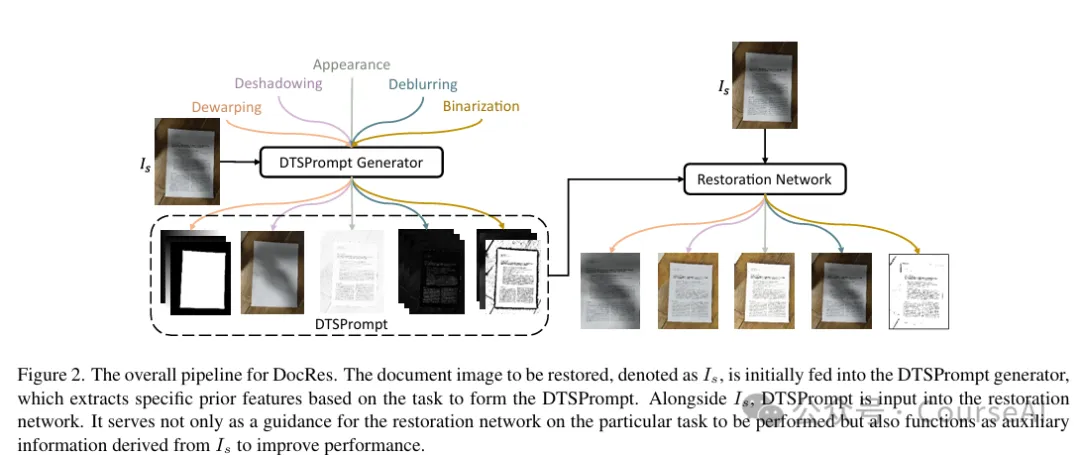 Appearance
Deshadowing
Deblurring
Dewarping
Binarization
I_s
DTSPrompt Generator
DTSPrompt
I_s
Restoration Network
Figure 2. The overall pipeline for DocRes. The document image to be restored, denoted as I_s, is initially fed into the DTSPrompt generator,
which extracts specific prior features based on the task to form the DTSPrompt. Alongside I_s, DTSPrompt is input into the restoration
network. It serves not only as a guidance for the restoration network on the particular task to be performed but also functions as auxiliary
information derived from I_s to improve performance.
公众号 · CourseAI